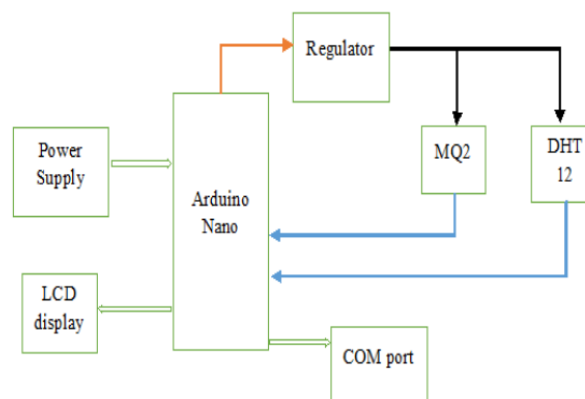 Regulator
Power
Supply
Arduino
Nano
MQ2
DHT
12
LCD
display
COM port